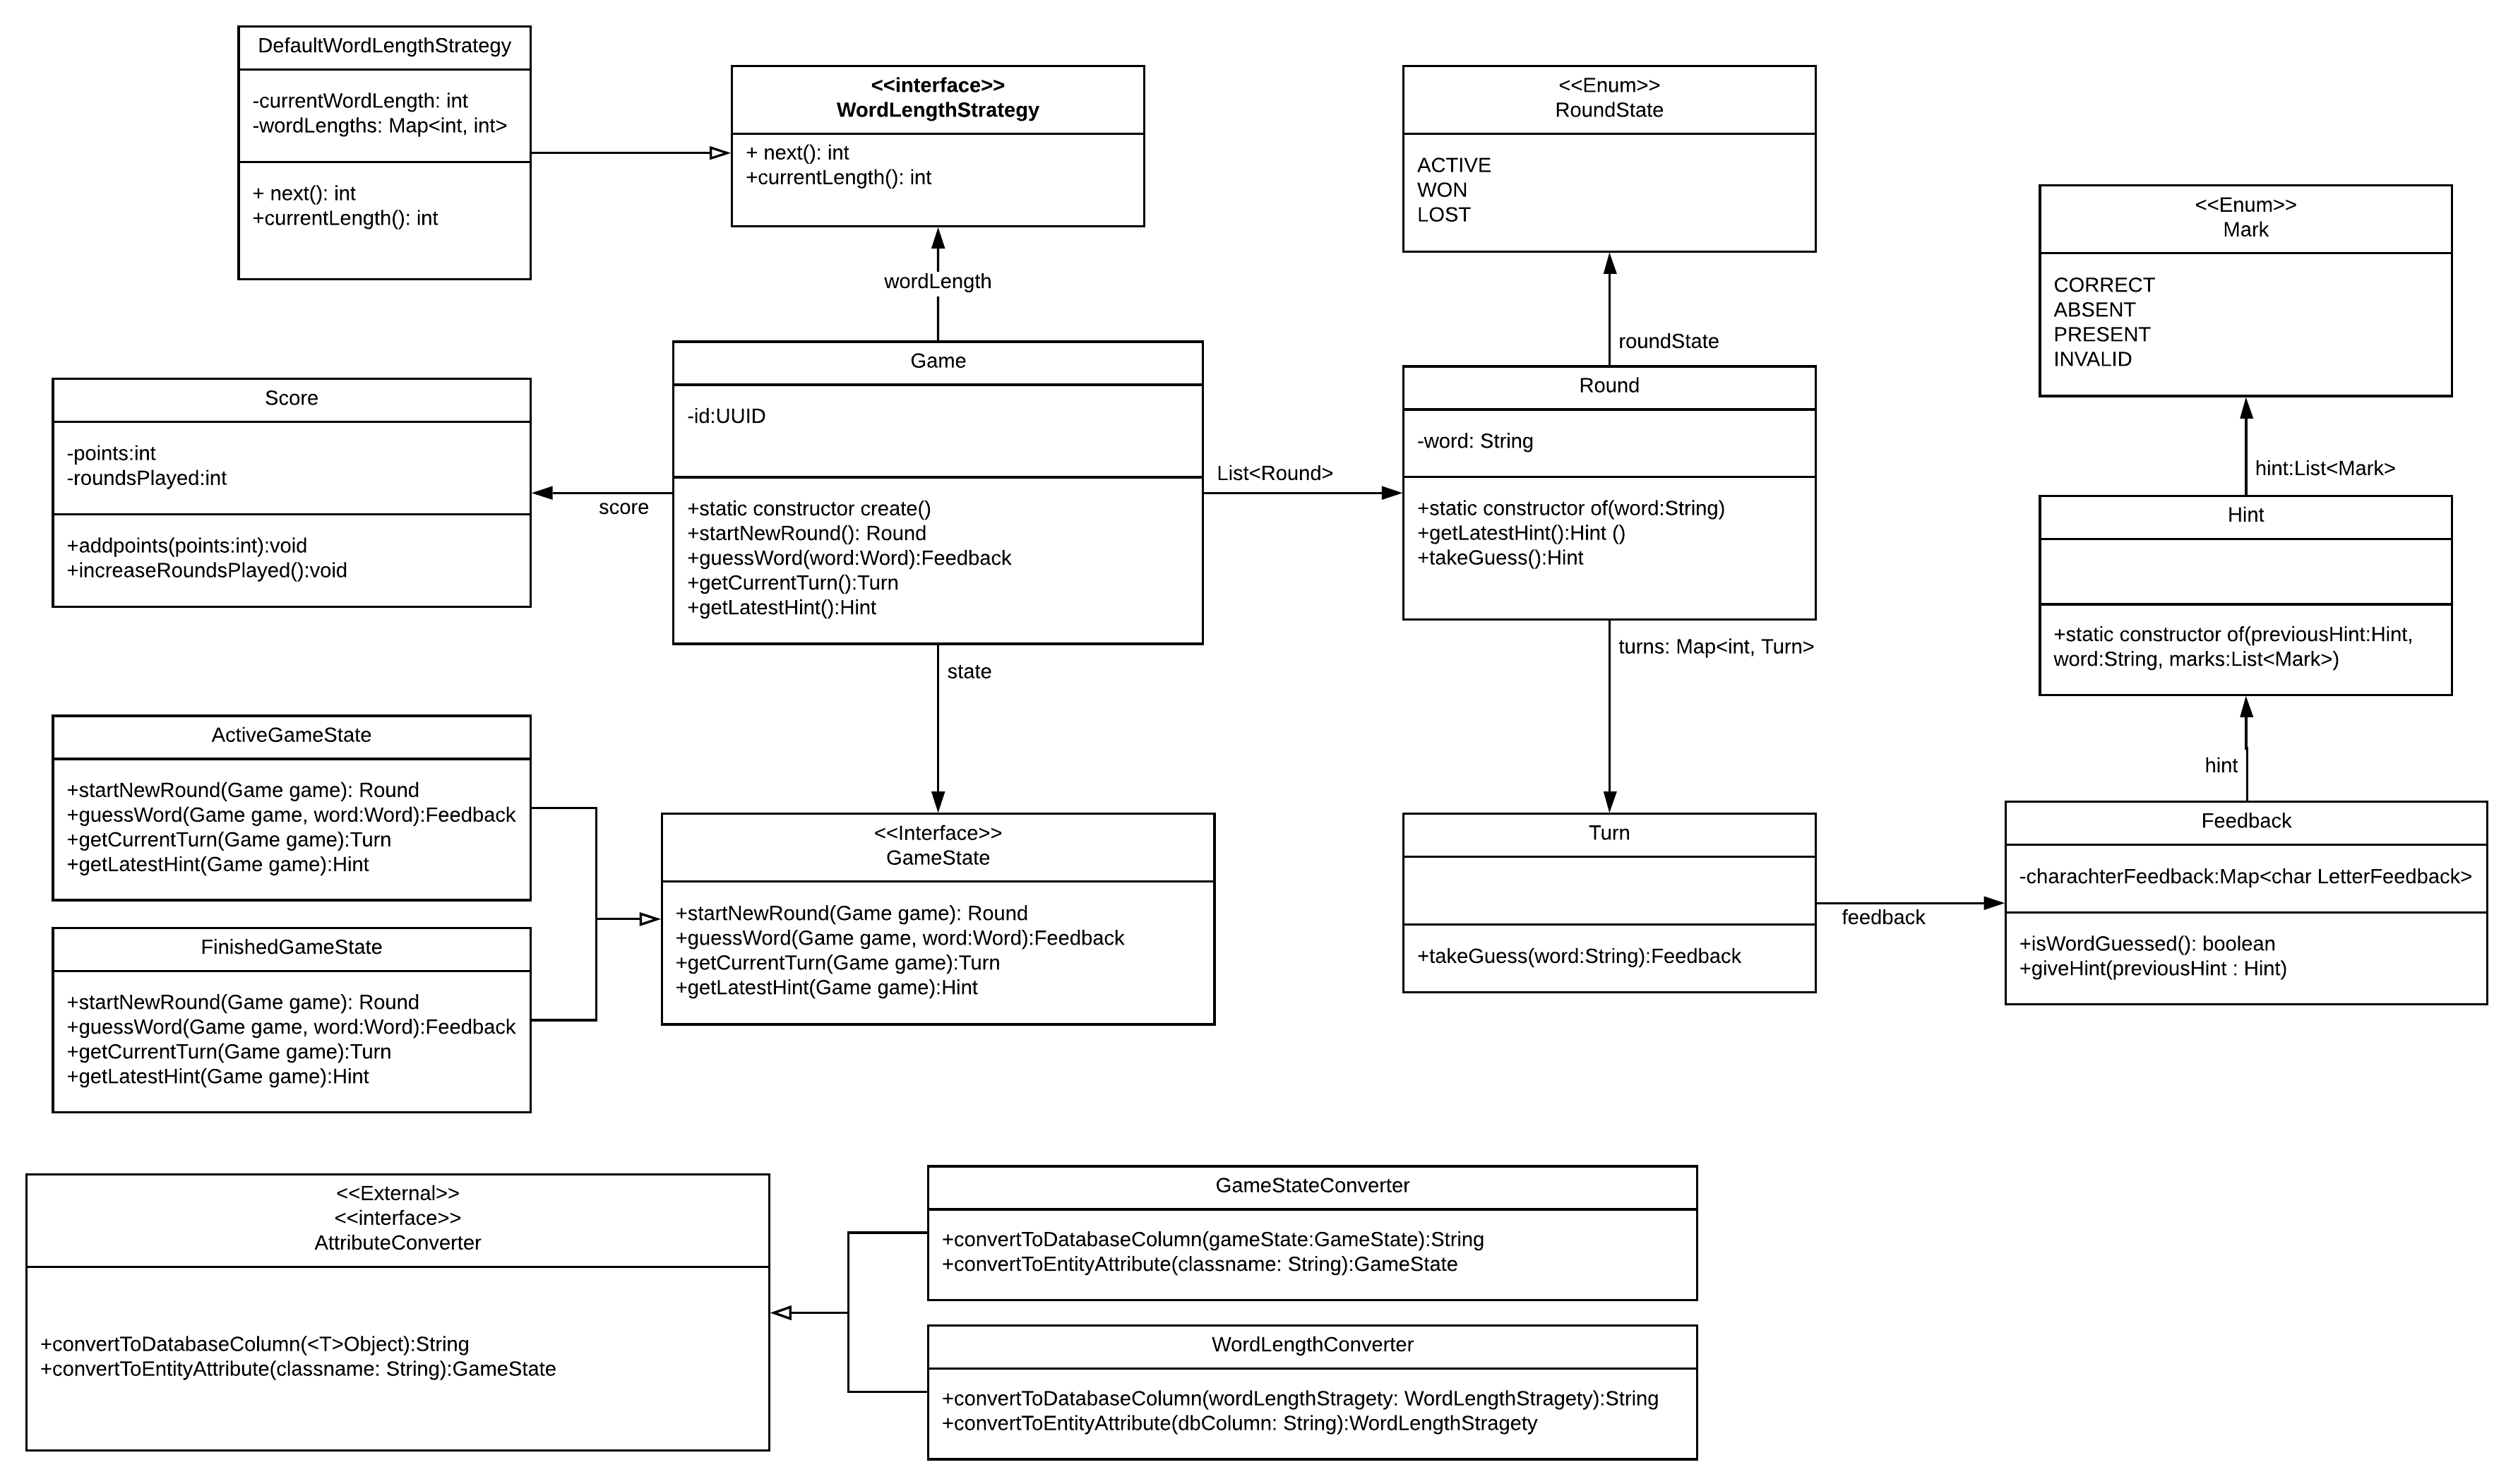 DefaultWordLengthStrategy
-currentWordLength: int
-wordLengths: Map<int, int>
+ next(): int
+currentLength(): int
<<interface>>
WordLengthStrategy
+ next(): int
+currentLength(): int
<<Enum>>
RoundState
ACTIVE
WON
LOST
<<Enum>>
Mark
CORRECT
ABSENT
PRESENT
INVALID
wordLength
roundState
Score
-points:int
-roundsPlayed:int
+addpoints(points:int):void
+increaseRoundsPlayed():void
score
Game
-id:UUID
+static constructor create()
+startNewRound(): Round
+guessWord(word:Word):Feedback
+getCurrentTurn():Turn
+getLatestHint():Hint
List<Round>
Round
-word: String
+static constructor of(word:String)
+getLatestHint():Hint ()
+takeGuess():Hint
hint:List<Mark>
Hint
+static constructor of(previousHint:Hint,
word:String, marks:List<Mark>)
state
turns: Map<int, Turn>
hint
ActiveGameState
+startNewRound(Game game): Round
+guessWord(Game game, word:Word):Feedback
+getCurrentTurn(Game game):Turn
+getLatestHint(Game game):Hint
FinishedGameState
+startNewRound(Game game): Round
+guessWord(Game game, word:Word):Feedback
+getCurrentTurn(Game game):Turn
+getLatestHint(Game game):Hint
<<Interface>>
GameState
+startNewRound(Game game): Round
+guessWord(Game game, word:Word):Feedback
+getCurrentTurn(Game game):Turn
+getLatestHint(Game game):Hint
Turn
+takeGuess(word:String):Feedback
feedback
Feedback
-charachterFeedback:Map<char LetterFeedback>
+isWordGuessed(): boolean
+giveHint(previousHint : Hint)
<<External>>
<<interface>>
AttributeConverter
+convertToDatabaseColumn(<T>Object):String
+convertToEntityAttribute(classname: String):GameState
GameStateConverter
+convertToDatabaseColumn(gameState:GameState):String
+convertToEntityAttribute(classname: String):GameState
WordLengthConverter
+convertToDatabaseColumn(wordLengthStragety: WordLengthStragety):String
+convertToEntityAttribute(dbColumn: String):WordLengthStragety